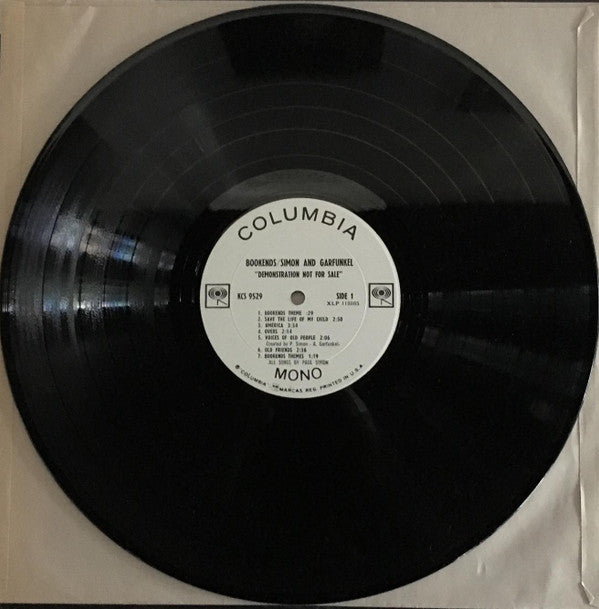 COLUMBIA
BOOKENDS/SIMON AND GARFUNKEL
"DEMONSTRATION NOT FOR SALE"
KCS 9529 SIDE 1
XLP 118665
1. BOOKENDS THEME :29
2. SAVE THE LIFE OF MY CHILD 2:50
3. AMERICA 3:34
4. OVERS 2:14
5. VOICES OF OLD PEOPLE 2:06
Created by P. Simon - A. Garfunkel-
6. OLD FRIENDS 2:36
7. BOOKENDS THEMES 1:19
ALL SONGS BY PAUL SIMON
MONO
"COLUMBIA" MARCAS REG. PRINTED IN U.S.A.